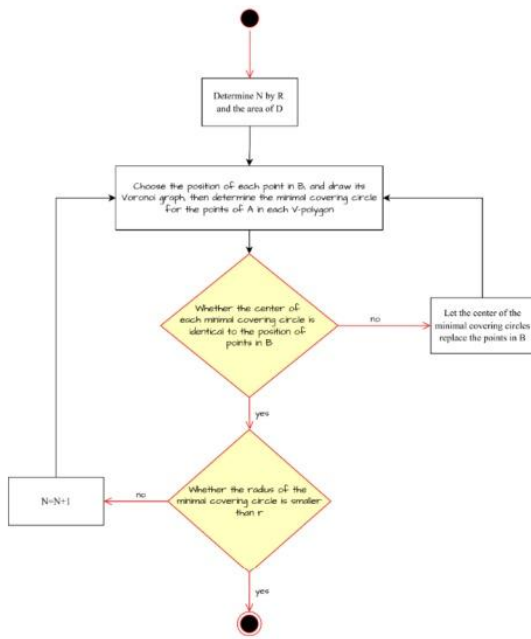 Determine N by R
and the area of D
Choose the position of each point in B, and draw its
Voronoi graph, then determine the minimal covering circle
for the points of A in each V-polygon
Whether the center of
each minimal covering circle is
identical to the position of
points in B
no
Let the center of the
minimal covering circles
replace the points in B
yes
Whether the radius of the
minimal covering circle is smaller
than r
no
N=N+1
yes